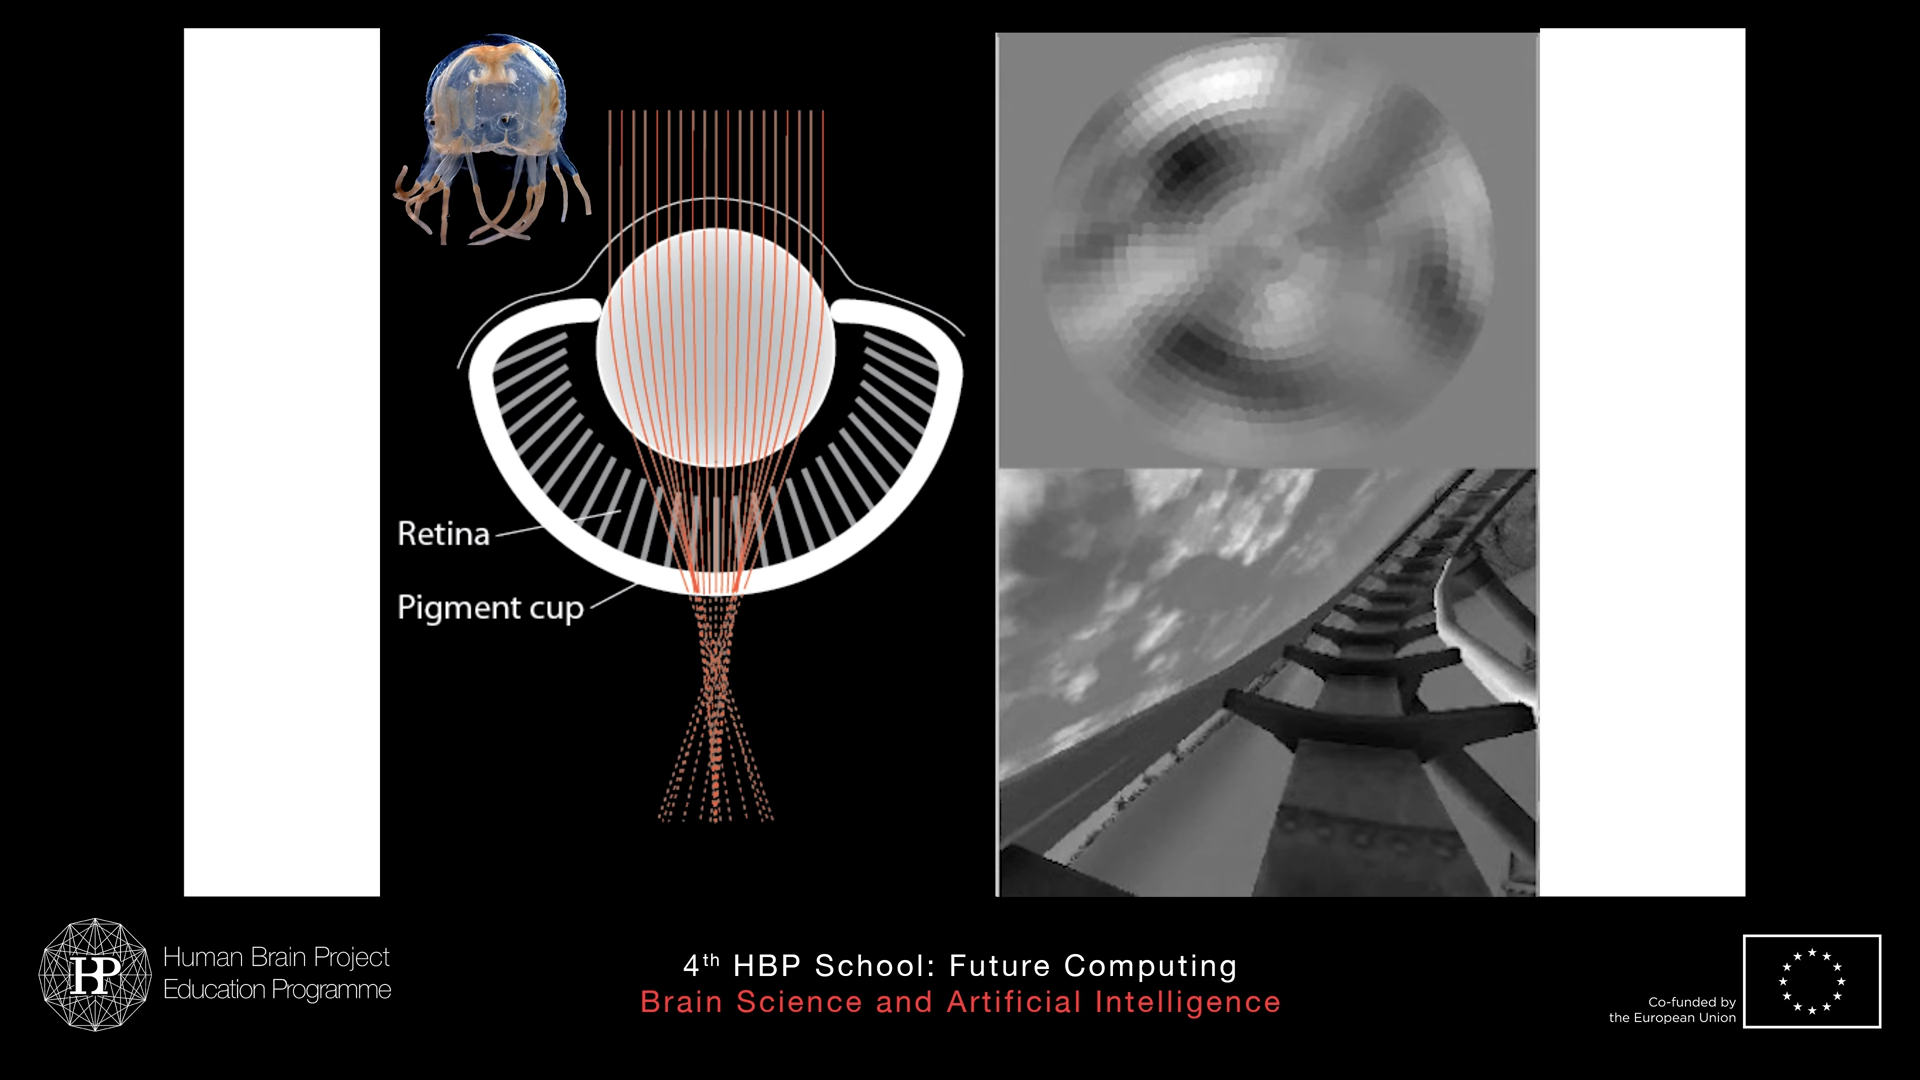 Retina
Pigment cup
HBP
Human Brain Project
Education Programme
4th HBP School: Future Computing
Brain Science and Artificial Intelligence
Co-funded by
the European Union